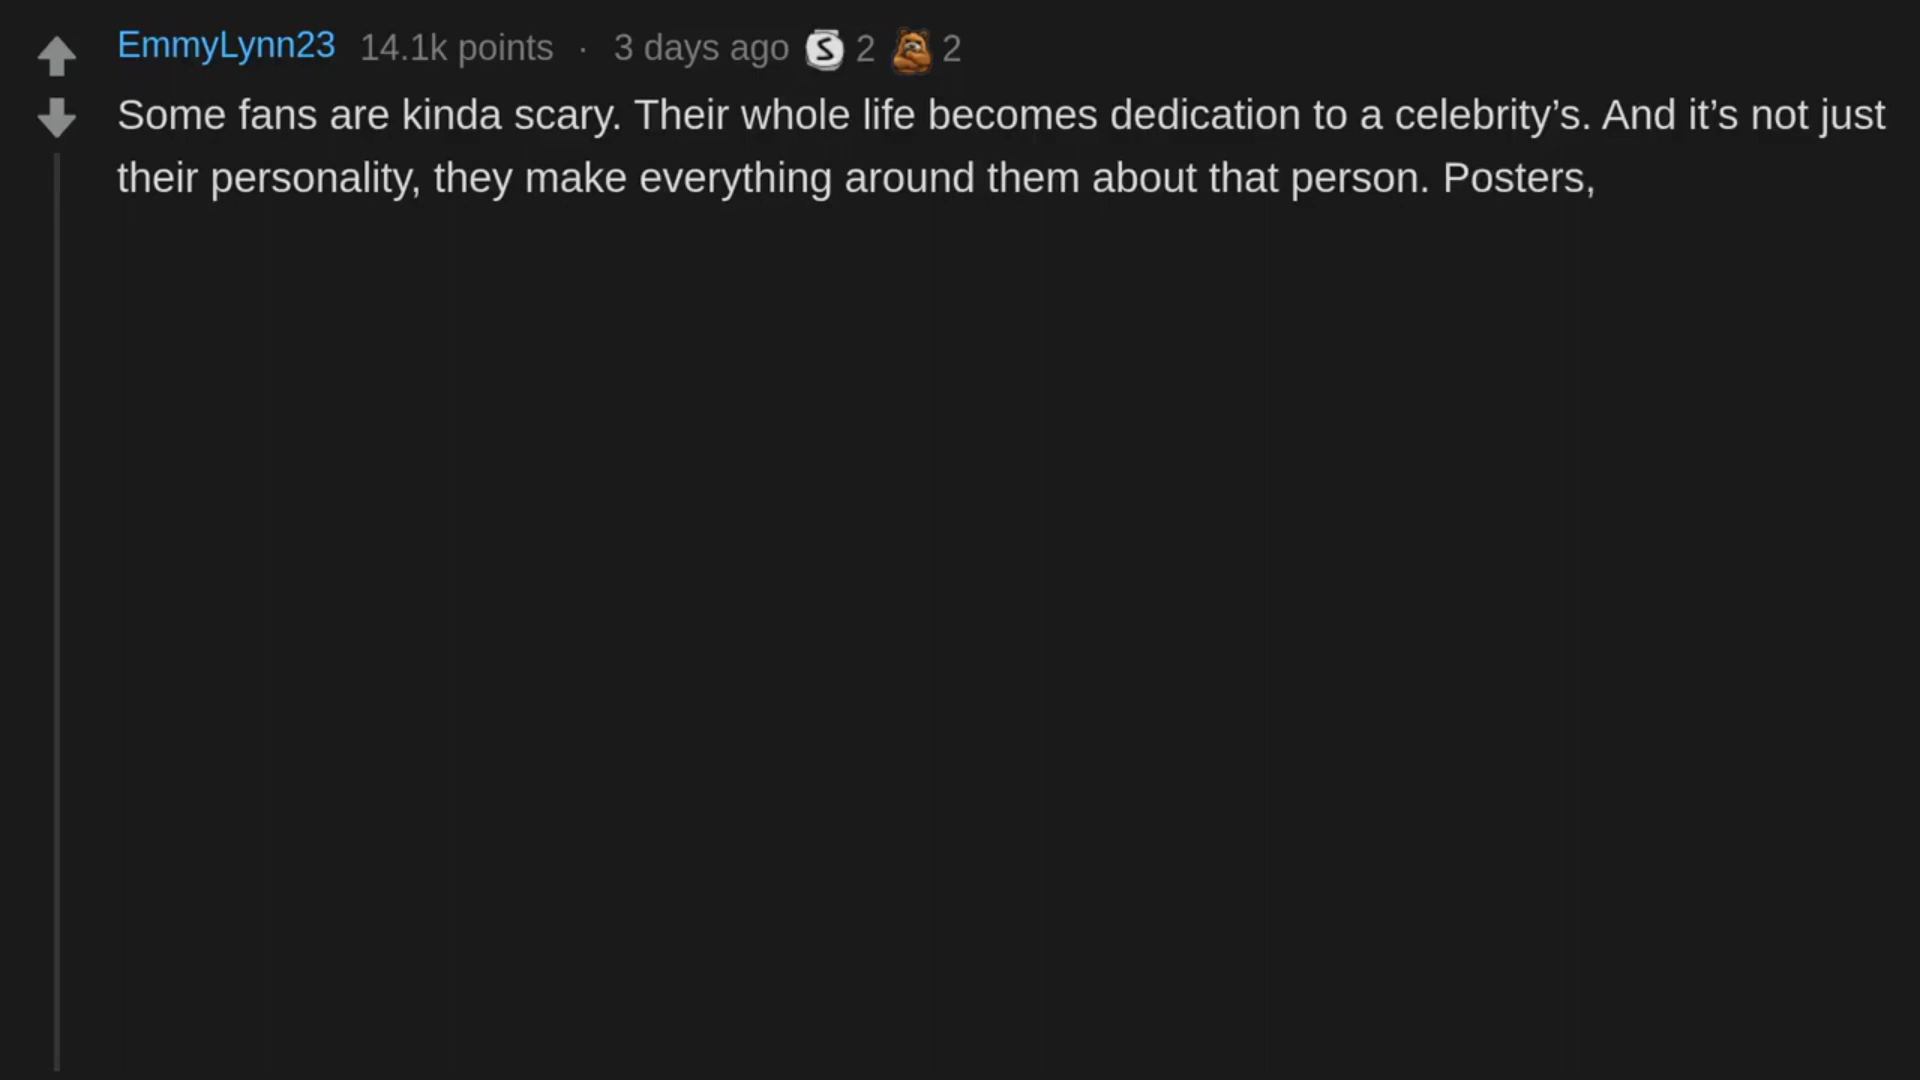 EmmyLynn23 14.1k points · 3 days ago S 2 2
Some fans are kinda scary. Their whole life becomes dedication to a celebrity’s. And it’s not just
their personality, they make everything around them about that person. Posters,